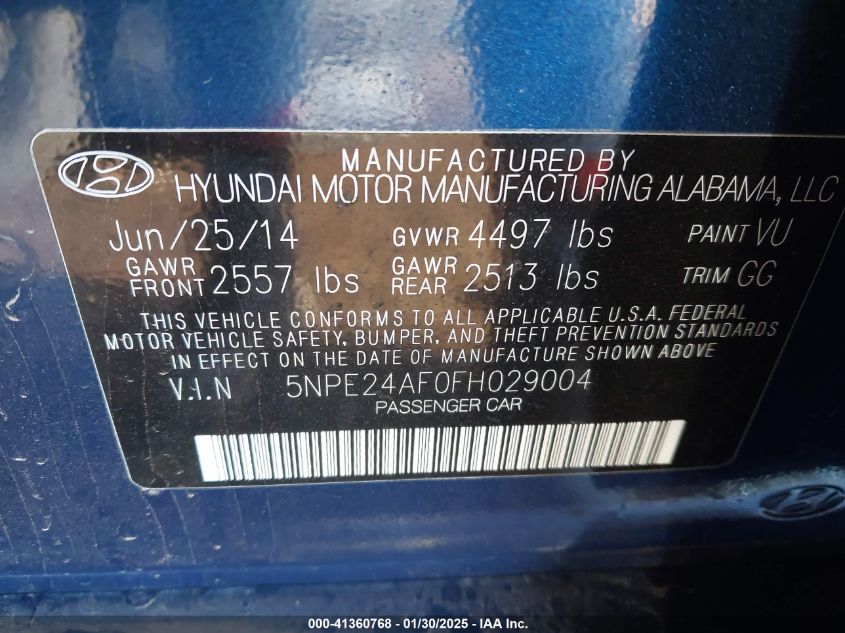 MANUFACTURED BY
HYUNDAI MOTOR MANUFACTURING ALABAMA, LLC
Jun/25/14 GVWR 4497 lbs PAINT VU
GAWR FRONT 2557 lbs GAWR REAR 2513 lbs TRIM GG
THIS VEHICLE CONFORMS TO ALL APPLICABLE U.S.A. FEDERAL
MOTOR VEHICLE SAFETY, BUMPER, AND THEFT PREVENTION STANDARDS
IN EFFECT ON THE DATE OF MANUFACTURE SHOWN ABOVE
V.I.N 5NPE24AF0FH029004
PASSENGER CAR
000-41360768 - 01/30/2025 - IAA Inc.